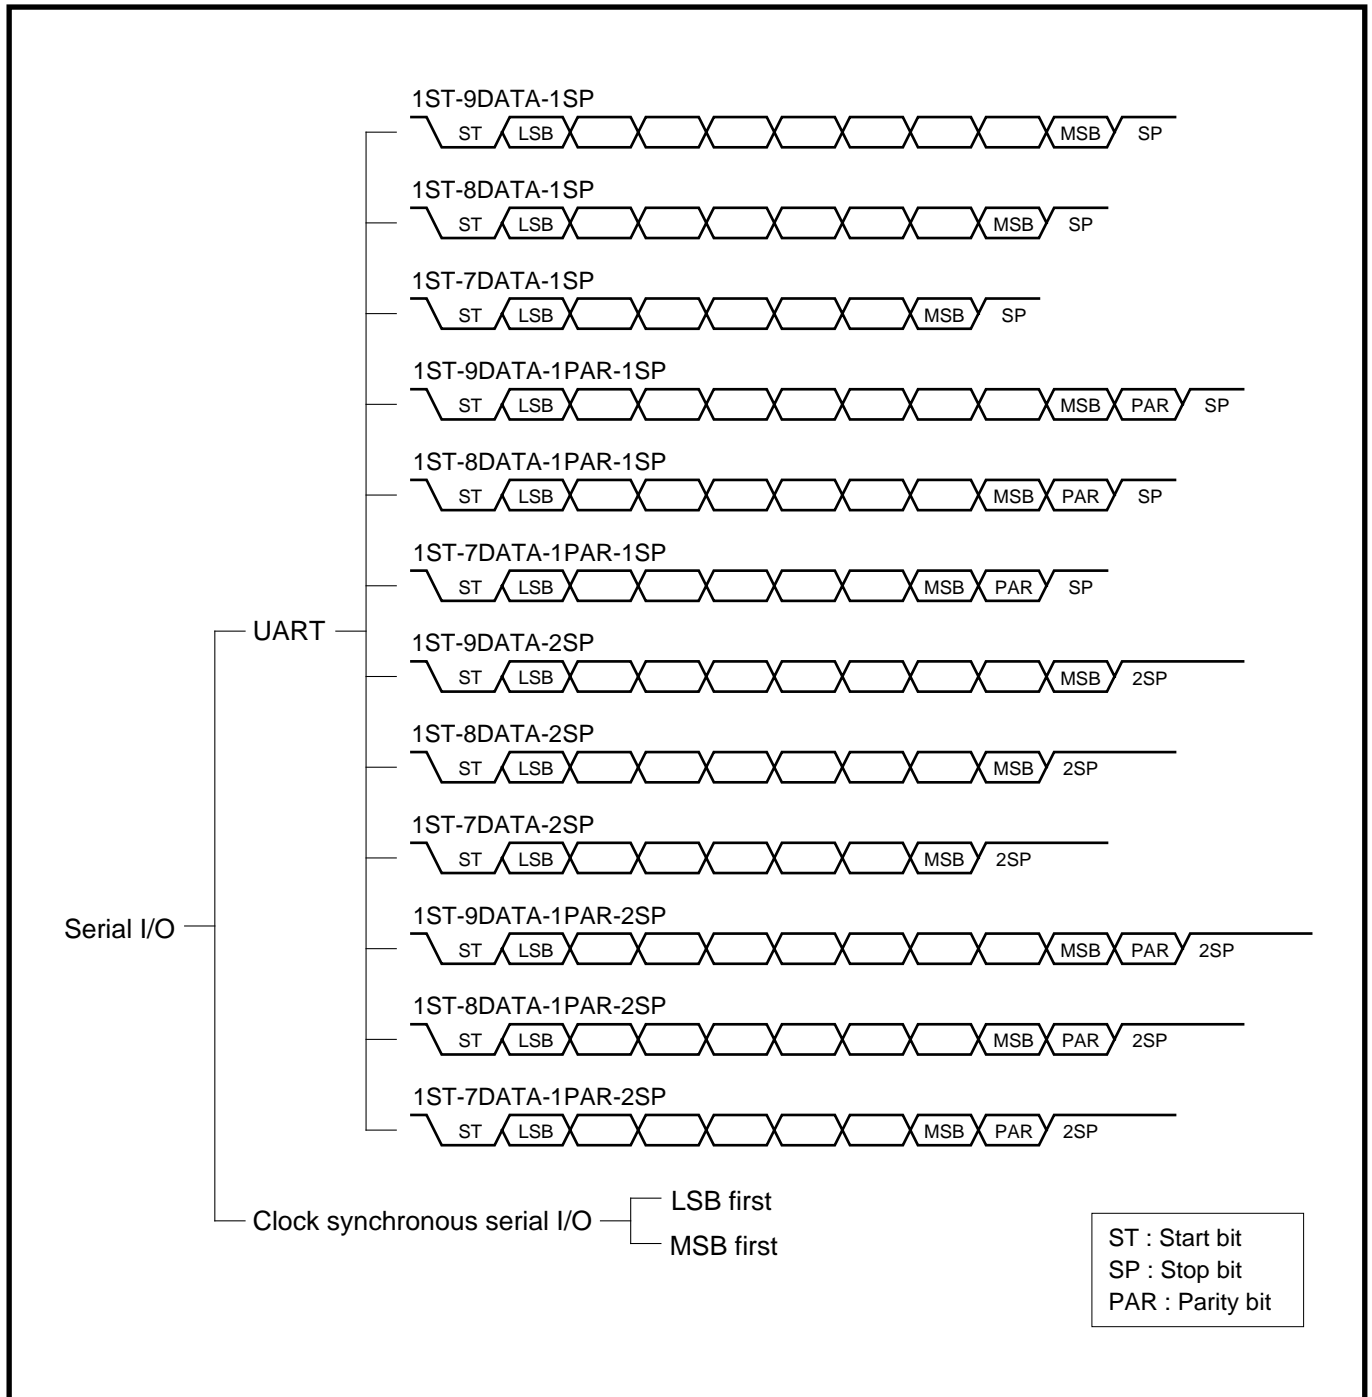 1ST-9DATA-1SP
ST LSB MSB SP
1ST-8DATA-1SP
ST LSB MSB SP
1ST-7DATA-1SP
ST LSB MSB SP
1ST-9DATA-1PAR-1SP
ST LSB MSB PAR SP
1ST-8DATA-1PAR-1SP
ST LSB MSB PAR SP
1ST-7DATA-1PAR-1SP
ST LSB MSB PAR SP
UART
1ST-9DATA-2SP
ST LSB MSB 2SP
1ST-8DATA-2SP
ST LSB MSB 2SP
1ST-7DATA-2SP
ST LSB MSB 2SP
Serial I/O
1ST-9DATA-1PAR-2SP
ST LSB MSB PAR 2SP
1ST-8DATA-1PAR-2SP
ST LSB MSB PAR 2SP
1ST-7DATA-1PAR-2SP
ST LSB MSB PAR 2SP
Clock synchronous serial I/O
LSB first
MSB first
ST : Start bit
SP : Stop bit
PAR : Parity bit